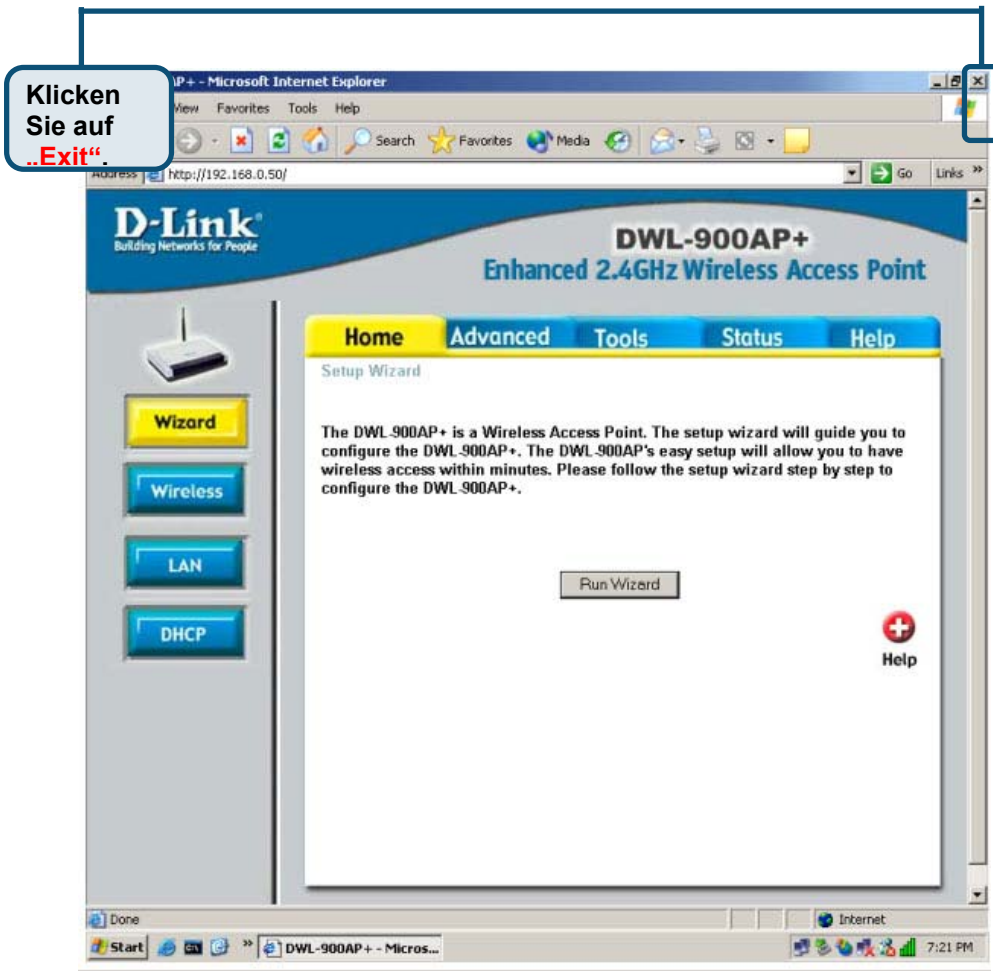 Klicken
Sie auf
„Exit“.
AP+ - Microsoft Internet Explorer
View Favorites Tools Help
Search Favorites Media
Address http://192.168.0.50/ Go Links »
D-Link®
Building Networks for People
DWL-900AP+
Enhanced 2.4GHz Wireless Access Point
Home Advanced Tools Status Help
Setup Wizard
Wizard
Wireless
LAN
DHCP
The DWL-900AP+ is a Wireless Access Point. The setup wizard will guide you to
configure the DWL-900AP+. The DWL-900AP's easy setup will allow you to have
wireless access within minutes. Please follow the setup wizard step by step to
configure the DWL-900AP+.
Run Wizard
Help
Done Internet
Start » DWL-900AP+ - Micros... 7:21 PM